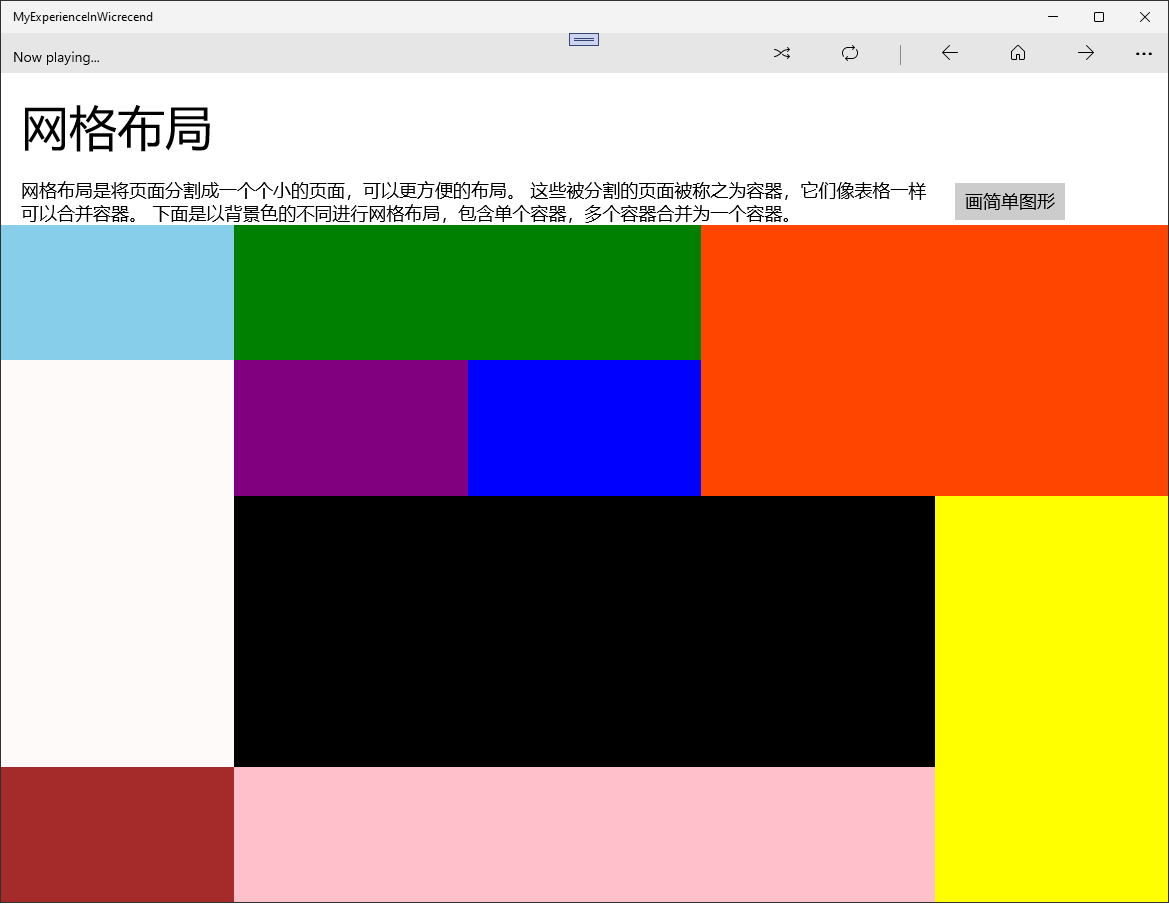 MyExperienceInWicrecend
Now playing...
网格布局
网格布局是将页面分割成一个个小的页面，可以更方便的布局。 这些被分割的页面被称之为容器，它们像表格一样
可以合并容器。 下面是以背景色的不同进行网格布局，包含单个容器，多个容器合并为一个容器。
画简单图形